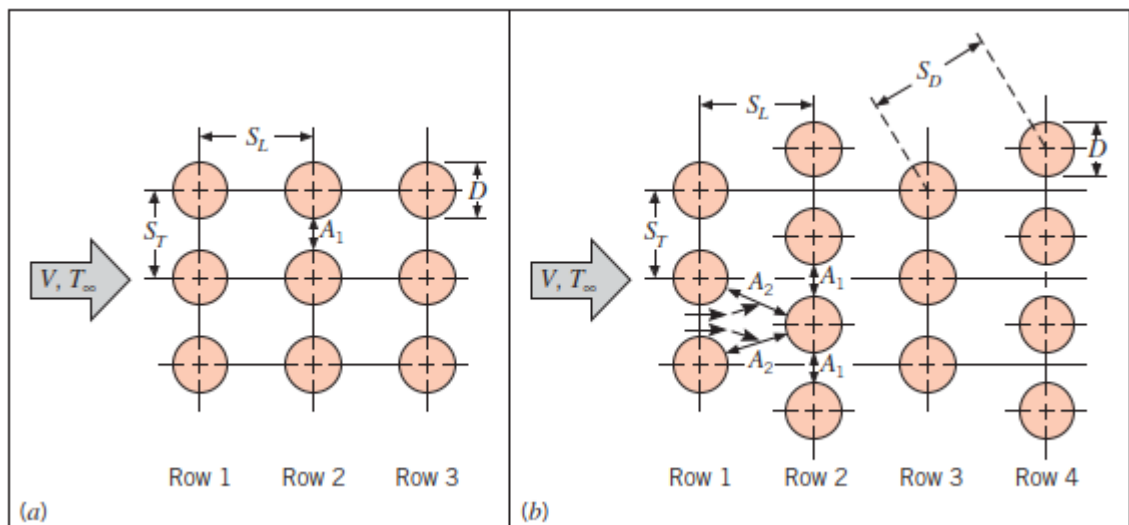 S_L
D
S_T
A_1
V, T_∞
Row 1 Row 2 Row 3
(a)
S_D
S_L
D
S_T
A_1
V, T_∞
A_2
A_2
A_1
Row 1 Row 2 Row 3 Row 4
(b)